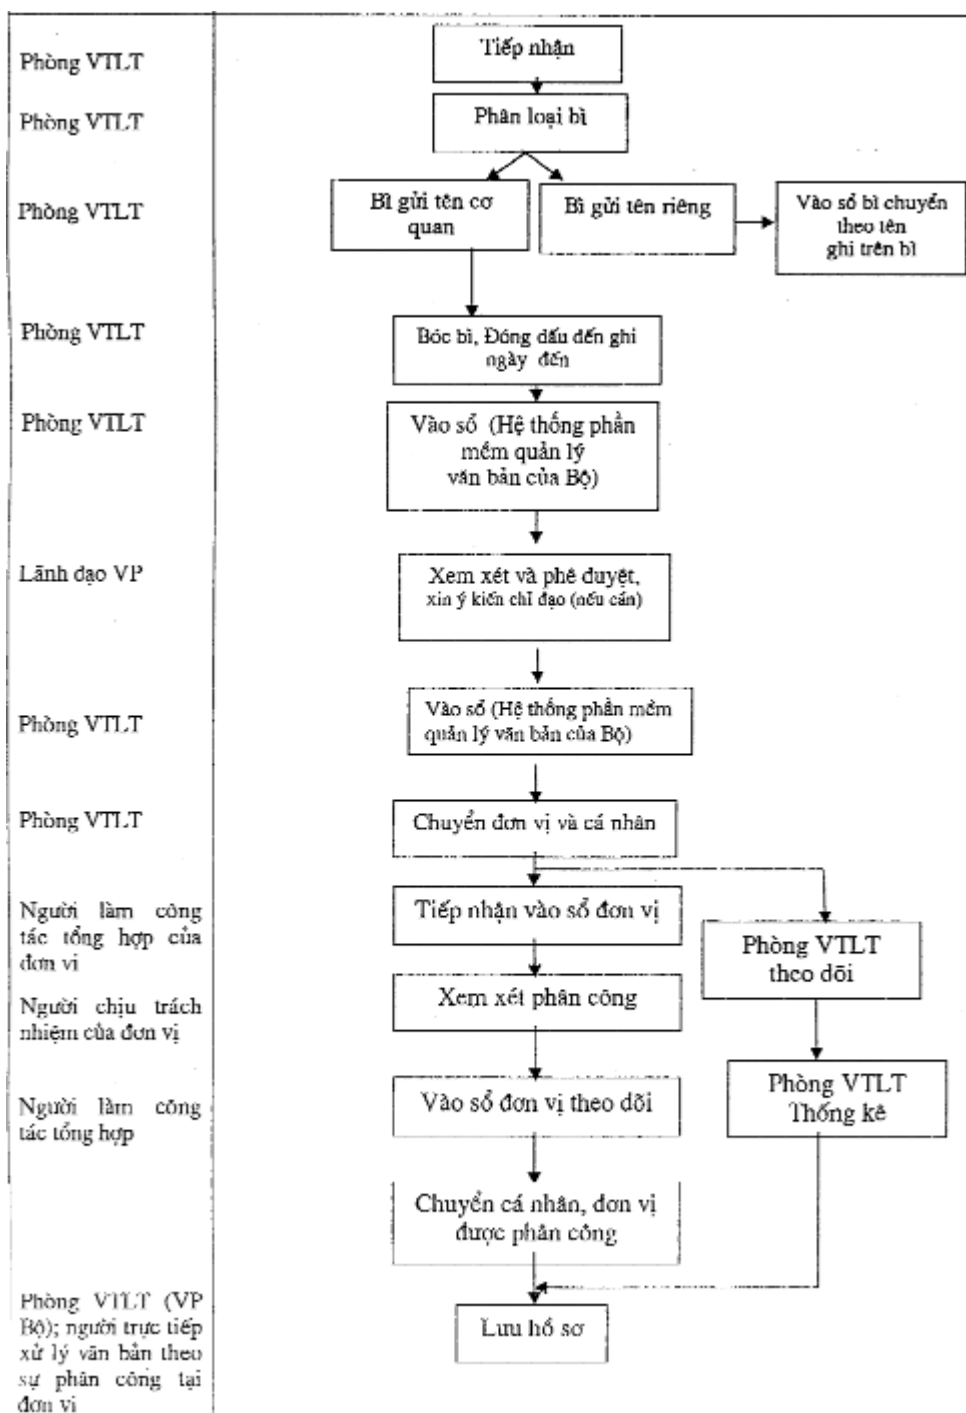 Phòng VTLT
Tiếp nhận
Phòng VTLT
Phân loại bì
Phòng VTLT
Bì gửi tên cơ
quan
Bì gửi tên riêng
Vào sổ bì chuyển
theo tên
ghi trên bì
Phòng VTLT
Bóc bì, Đóng dấu đến ghi
ngày đến
Phòng VTLT
Vào sổ (Hệ thống phần
mềm quản lý
văn bản của Bộ)
Lãnh đạo VP
Xem xét và phê duyệt,
xin ý kiến chỉ đạo (nếu cần)
Phòng VTLT
Vào sổ (Hệ thống phần mềm
quản lý văn bản của Bộ)
Phòng VTLT
Chuyển đơn vị và cá nhân
Người làm công
tác tổng hợp của
đơn vị
Tiếp nhận vào sổ đơn vị
Phòng VTLT
theo dõi
Người chịu trách
nhiệm của đơn vị
Xem xét phân công
Người làm công
tác tổng hợp
Vào sổ đơn vị theo dõi
Phòng VTLT
Thống kê
Chuyển cá nhân, đơn vị
được phân công
Phòng VTLT (VP
Bộ); người trực tiếp
xử lý văn bản theo
sự phân công tại
đơn vị
Lưu hồ sơ